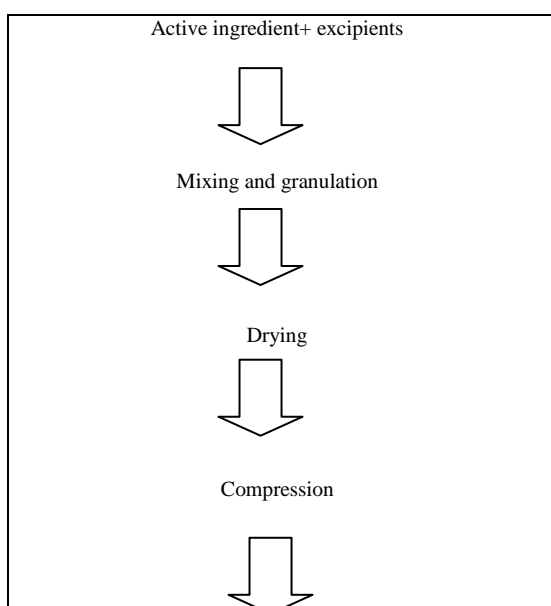 Active ingredient+ excipients
Mixing and granulation
Drying
Compression